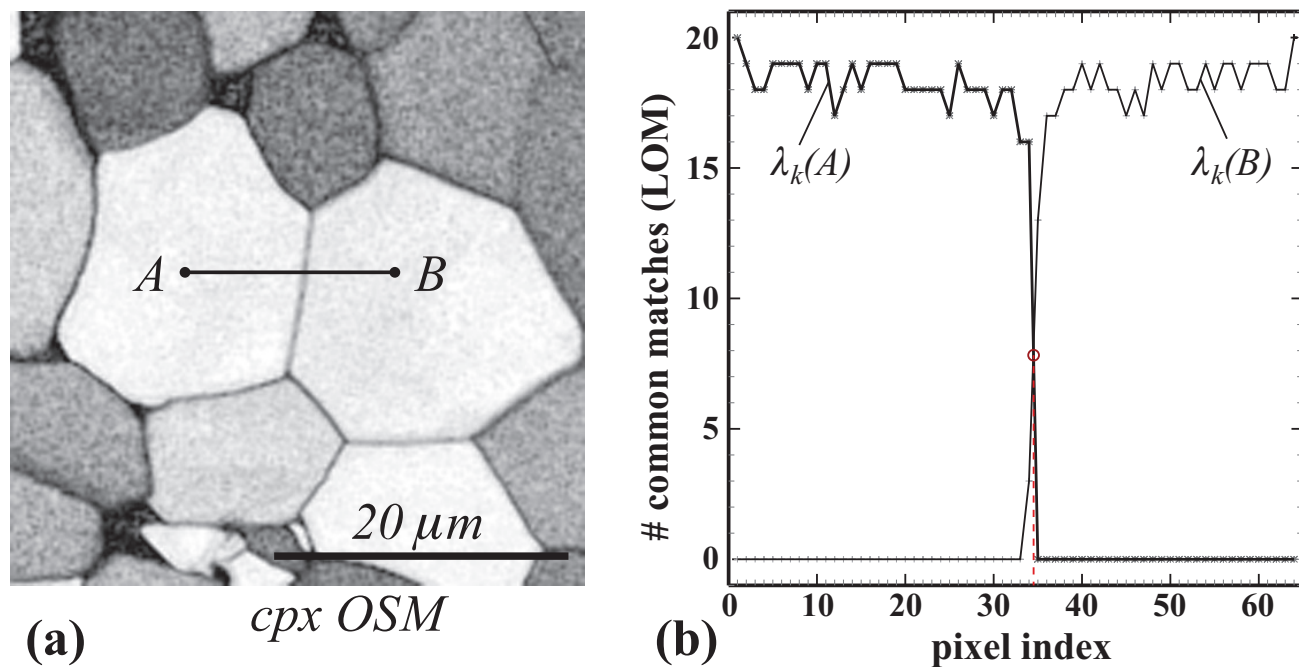 A
B
20 μm
cpx OSM
(a)
# common matches (LOM)
20
15
10
5
0
λk(A)
λk(B)
0 10 20 30 40 50 60
pixel index
(b)